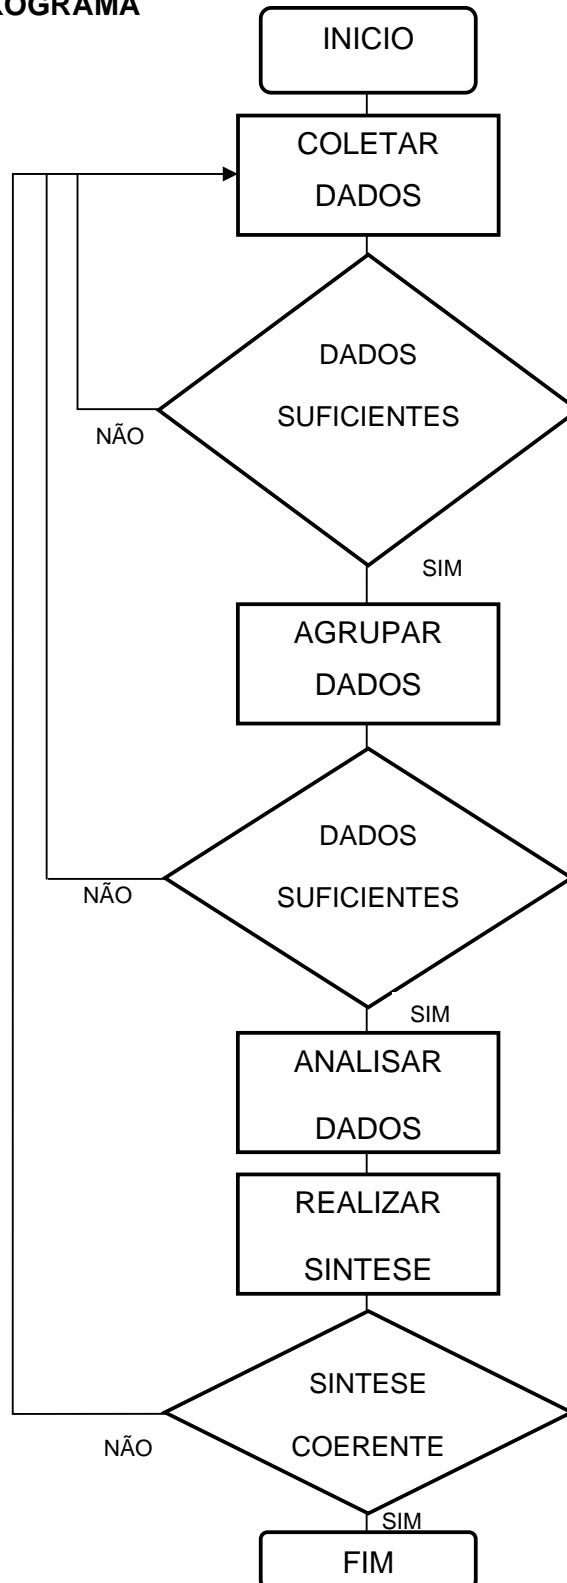 ROGRAMA
INICIO
COLETAR
DADOS
DADOS
SUFICIENTES
NÃO
SIM
AGRUPAR
DADOS
DADOS
SUFICIENTES
NÃO
SIM
ANALISAR
DADOS
REALIZAR
SINTESE
SINTESE
COERENTE
NÃO
SIM
FIM